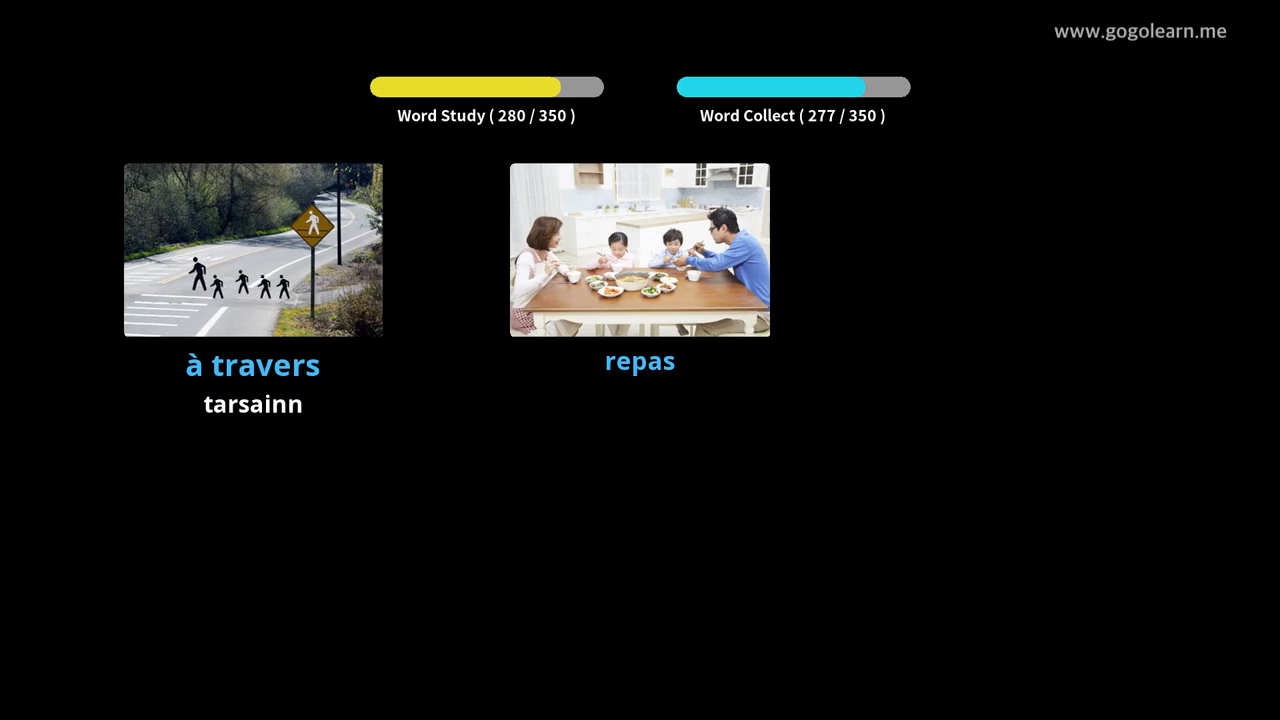 www.gogolearn.me
Word Study ( 280 / 350 )
Word Collect ( 277 / 350 )
à travers
tarsainn
repas